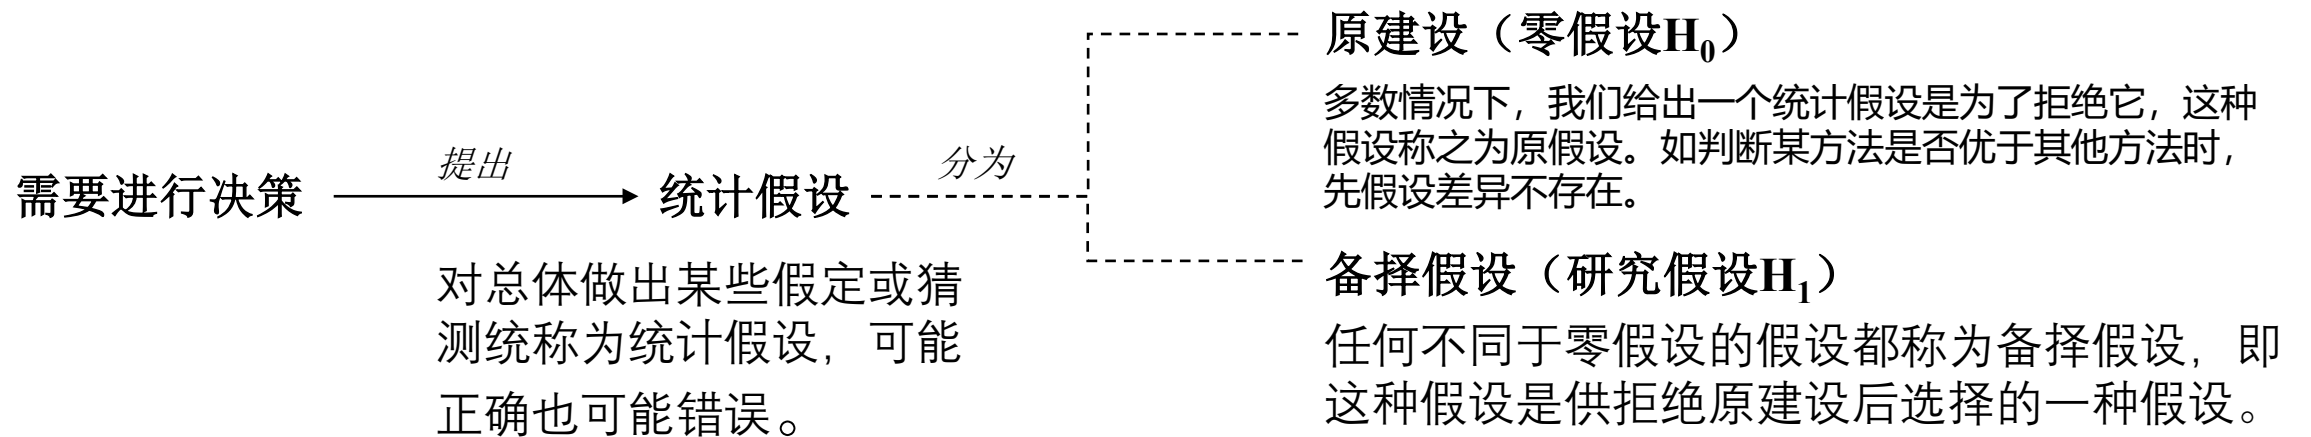 需要进行决策
提出
统计假设
对总体做出某些假定或猜
测统称为统计假设，可能
正确也可能错误。
分为
原建设（零假设H₀）
多数情况下，我们给出一个统计假设是为了拒绝它，这种
假设称之为原假设。如判断某方法是否优于其他方法时，
先假设差异不存在。
备择假设（研究假设H₁）
任何不同于零假设的假设都称为备择假设，即
这种假设是供拒绝原建设后选择的一种假设。